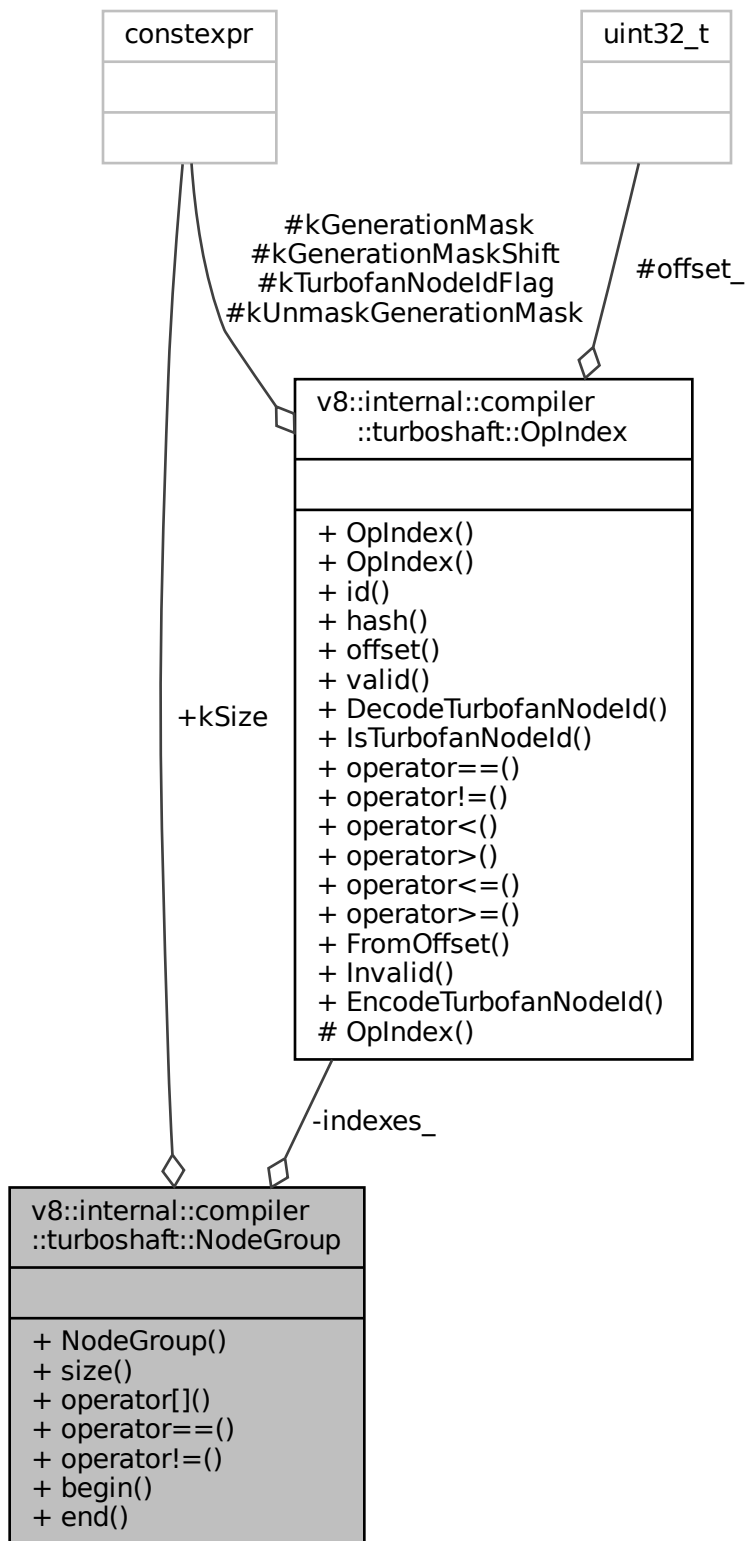 constexpr
uint32_t
#kGenerationMask
#kGenerationMaskShift
#kTurbofanNodeIdFlag
#kUnmaskGenerationMask
#offset_
v8::internal::compiler
::turboshaft::OpIndex
+ OpIndex()
+ OpIndex()
+ id()
+ hash()
+ offset()
+ valid()
+ DecodeTurbofanNodeId()
+ IsTurbofanNodeId()
+ operator==()
+ operator!=()
+ operator<()
+ operator>()
+ operator<=()
+ operator>=()
+ FromOffset()
+ Invalid()
+ EncodeTurbofanNodeId()
# OpIndex()
+kSize
-indexes_
v8::internal::compiler
::turboshaft::NodeGroup
+ NodeGroup()
+ size()
+ operator[]()
+ operator==()
+ operator!=()
+ begin()
+ end()